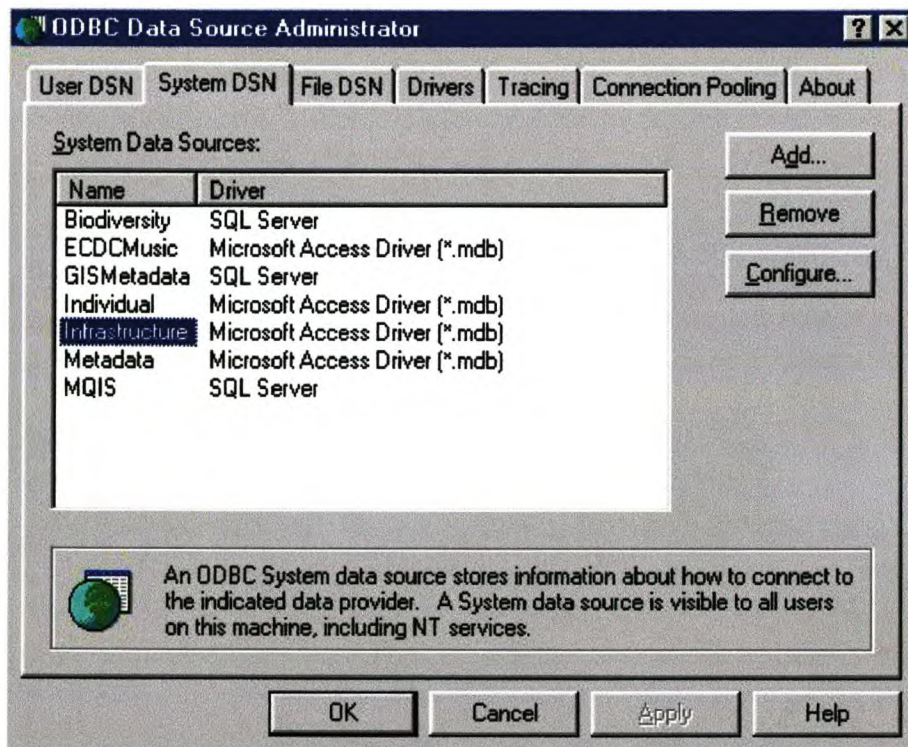 ODBC Data Source Administrator
User DSN System DSN File DSN Drivers Tracing Connection Pooling About
System Data Sources:
Name Driver
Biodiversity SQL Server
ECDCMusic Microsoft Access Driver (*.mdb)
GISMetadata SQL Server
Individual Microsoft Access Driver (*.mdb)
Infrastructure Microsoft Access Driver (*.mdb)
Metadata Microsoft Access Driver (*.mdb)
MQIS SQL Server
Add...
Remove
Configure...
An ODBC System data source stores information about how to connect to
the indicated data provider. A System data source is visible to all users
on this machine, including NT services.
OK Cancel Apply Help